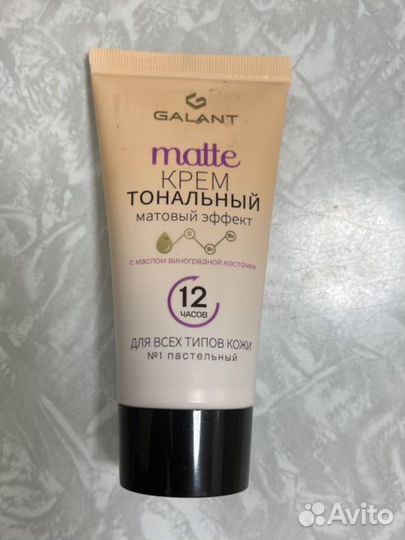 GALANT
matte
КРЕМ
ТОНАЛЬНЫЙ
матовый эффект
с маслом виноградной косточки
12
ЧАСОВ
ДЛЯ ВСЕХ ТИПОВ КОЖИ
№1 пастельный
Avito